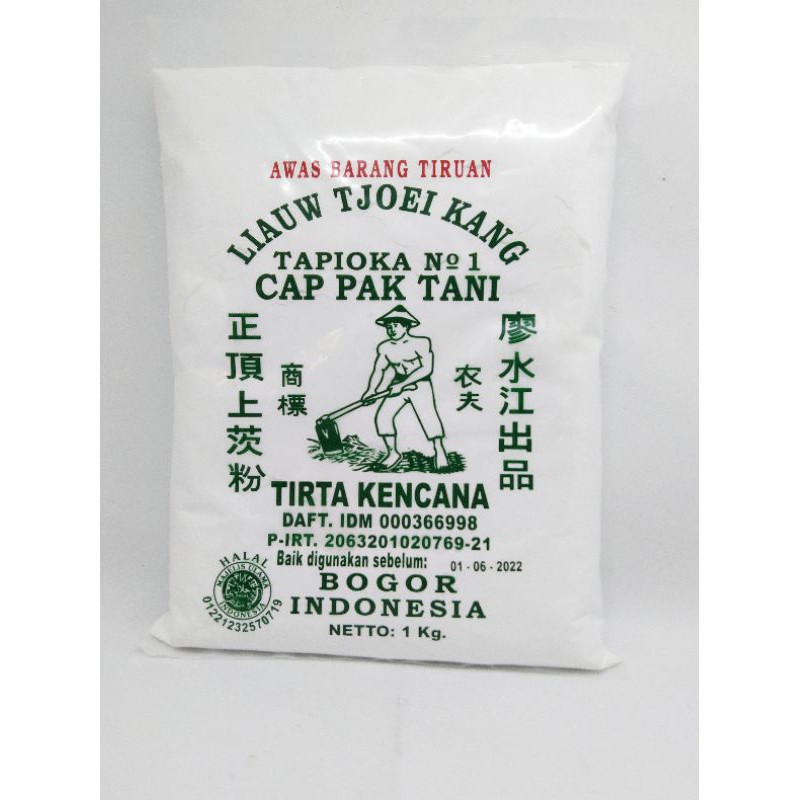 AWAS BARANG TIRUAN
LIAUW TJOEI KANG
TAPIOKA No 1
CAP PAK TANI
正頂上茨粉
商標
农夫
廖水江出品
TIRTA KENCANA
DAFT. IDM 000366998
P-IRT. 2063201020769-21
Baik digunakan sebelum: 01 - 06 - 2022
BOGOR
INDONESIA
NETTO: 1 Kg.
HALAL
MAJELIS ULAMA
INDONESIA
01221232570719